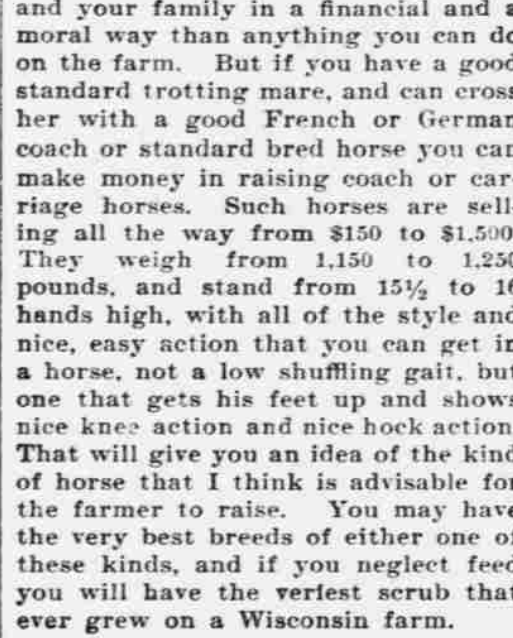 and your family in a financial and a
moral way than anything you can do
on the farm. But if you have a good
standard trotting mare, and can cross
her with a good French or German
coach or standard bred horse you can
make money in raising coach or car-
riage horses. Such horses are sell-
ing all the way from $150 to $1,500.
They weigh from 1,150 to 1,250
pounds, and stand from 15½ to 16
hands high, with all of the style and
nice, easy action that you can get in
a horse, not a low shuffling gait, but
one that gets his feet up and shows
nice knee action and nice hock action.
That will give you an idea of the kind
of horse that I think is advisable for
the farmer to raise. You may have
the very best breeds of either one of
these kinds, and if you neglect feed
you will have the veriest scrub that
ever grew on a Wisconsin farm.